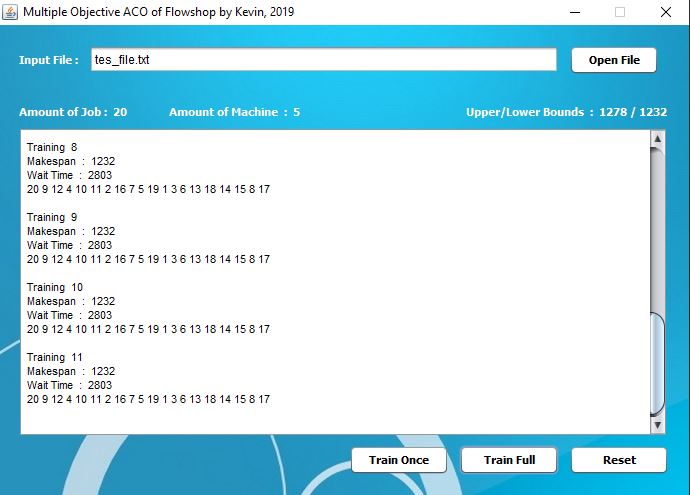 Multiple Objective ACO of Flowshop by Kevin, 2019
Input File : tes_file.txt Open File
Amount of Job : 20 Amount of Machine : 5 Upper/Lower Bounds : 1278 / 1232
Training 8
Makespan : 1232
Wait Time : 2803
20 9 12 4 10 11 2 16 7 5 19 1 3 6 13 18 14 15 8 17
Training 9
Makespan : 1232
Wait Time : 2803
20 9 12 4 10 11 2 16 7 5 19 1 3 6 13 18 14 15 8 17
Training 10
Makespan : 1232
Wait Time : 2803
20 9 12 4 10 11 2 16 7 5 19 1 3 6 13 18 14 15 8 17
Training 11
Makespan : 1232
Wait Time : 2803
20 9 12 4 10 11 2 16 7 5 19 1 3 6 13 18 14 15 8 17
Train Once Train Full Reset